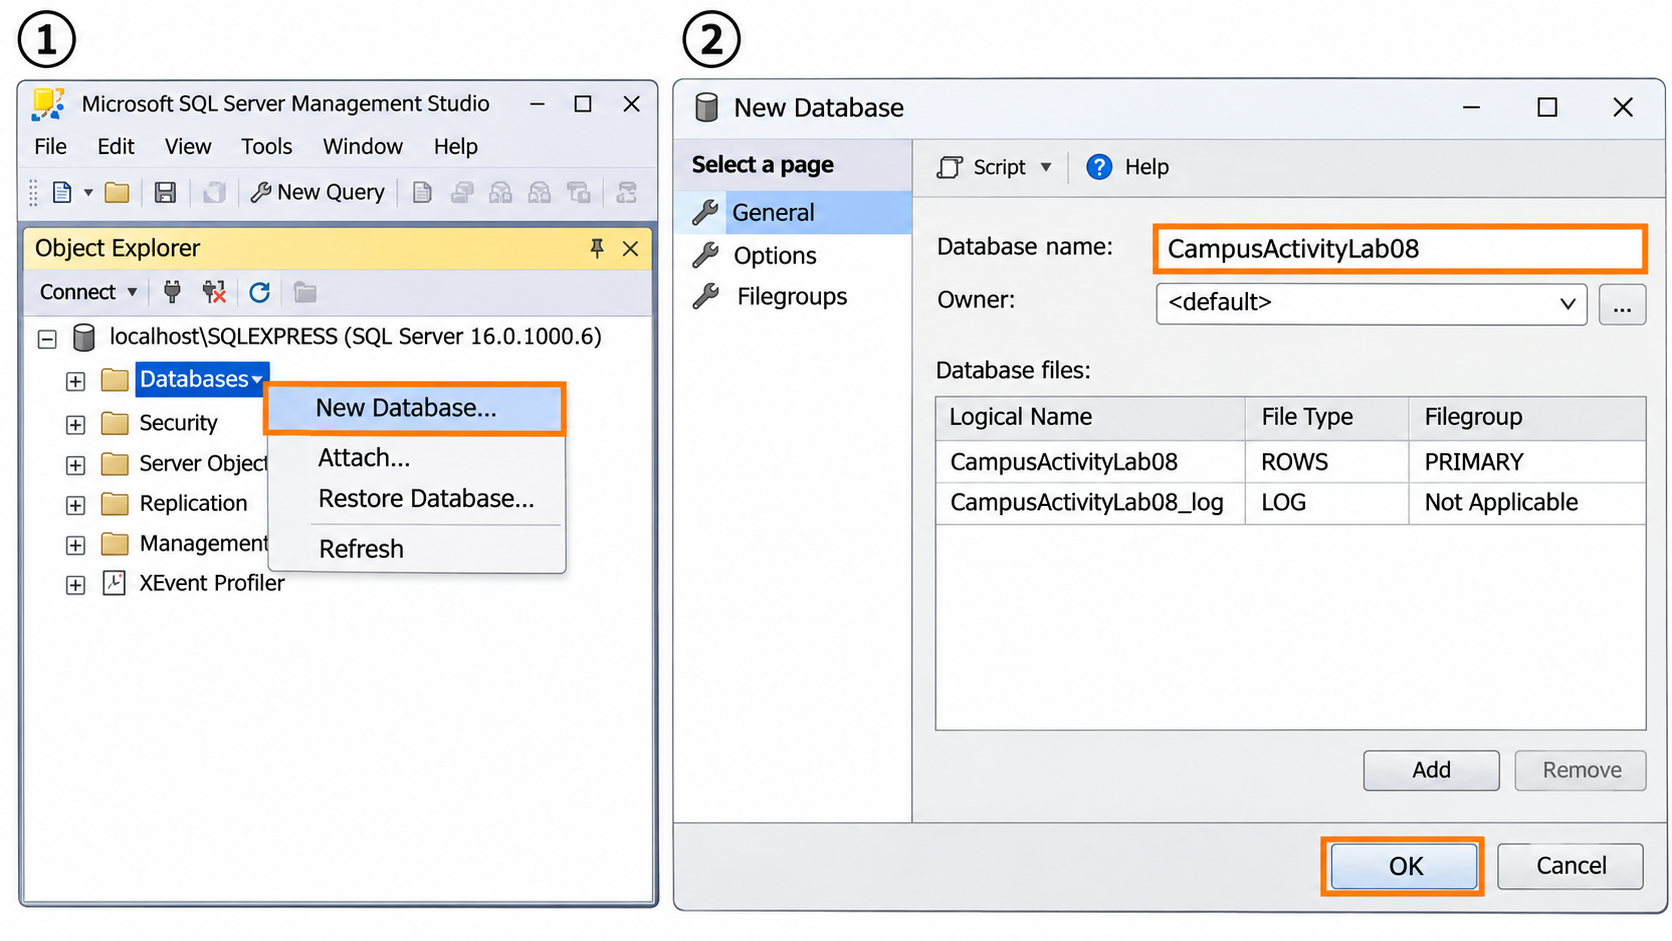 ①
Microsoft SQL Server Management Studio
File Edit View Tools Window Help
New Query
Object Explorer
Connect
localhost\SQLEXPRESS (SQL Server 16.0.1000.6)
Databases
New Database...
Attach...
Restore Database...
Refresh
Security
Server Object
Replication
Management
XEvent Profiler
②
New Database
Select a page
General
Options
Filegroups
Script Help
Database name: CampusActivityLab08
Owner: <default> ...
Database files:
Logical Name File Type Filegroup
CampusActivityLab08 ROWS PRIMARY
CampusActivityLab08_log LOG Not Applicable
Add Remove
OK Cancel